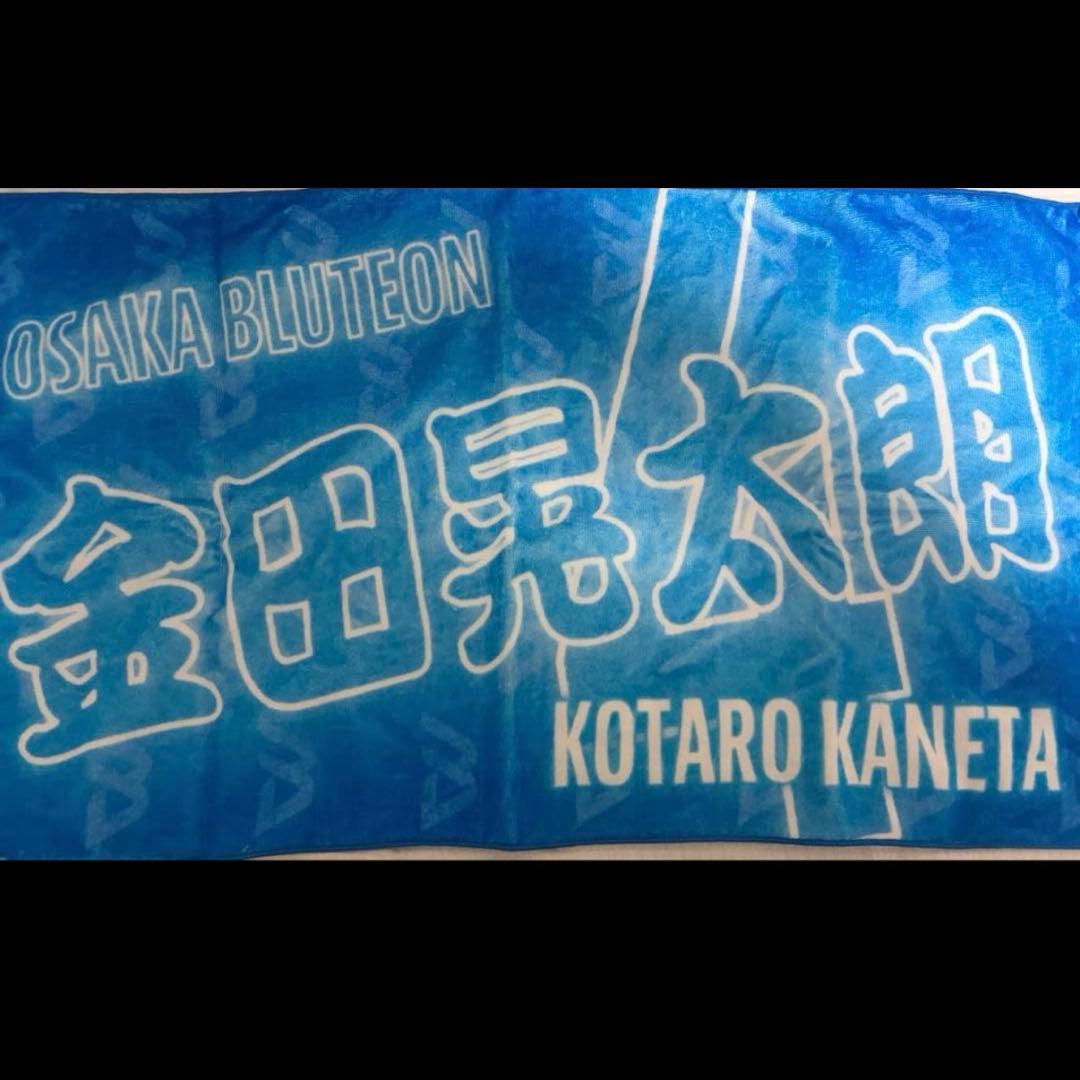 OSAKA BLUTEON
金田晃太朗
KOTARO KANETA